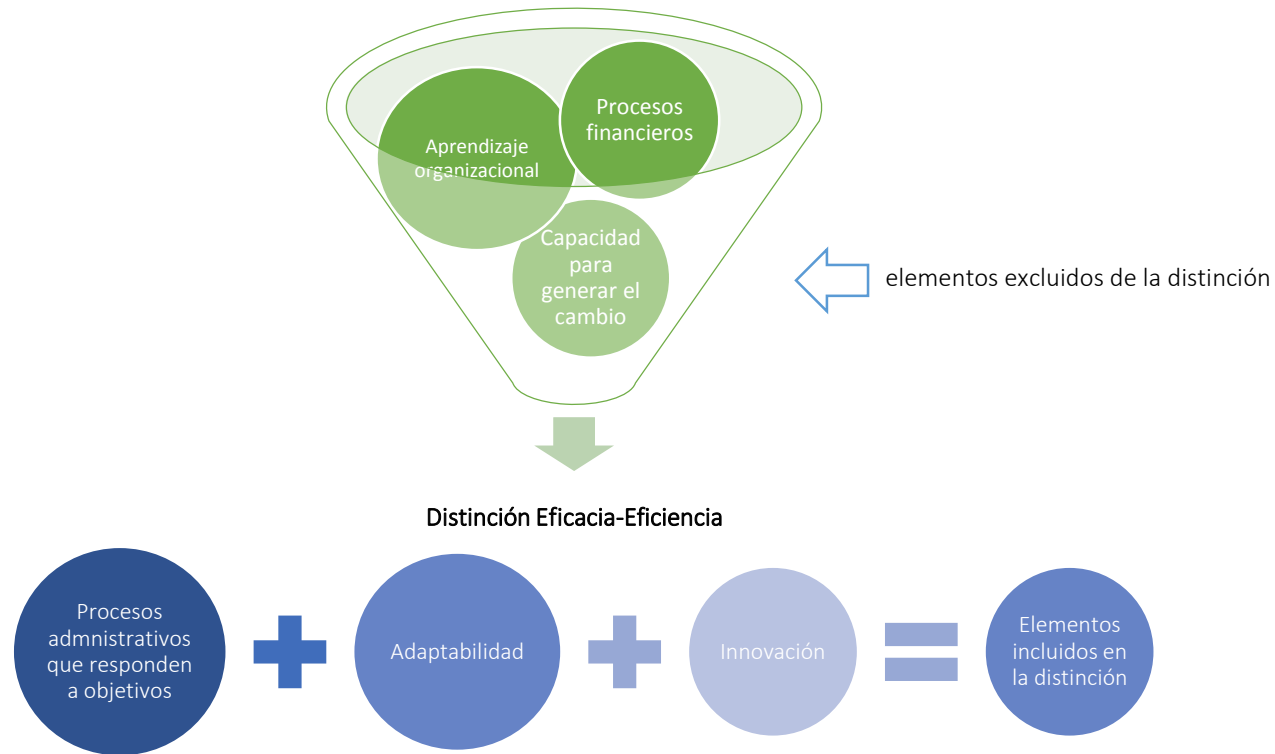 Procesos
financieros
Aprendizaje
organizacional
Capacidad
para
generar el
cambio
elementos excluidos de la distinción
Distinción Eficacia-Eficiencia
Procesos
admnistrativos
que responden
a objetivos
Adaptabilidad
Innovación
Elementos
incluidos en
la distinción